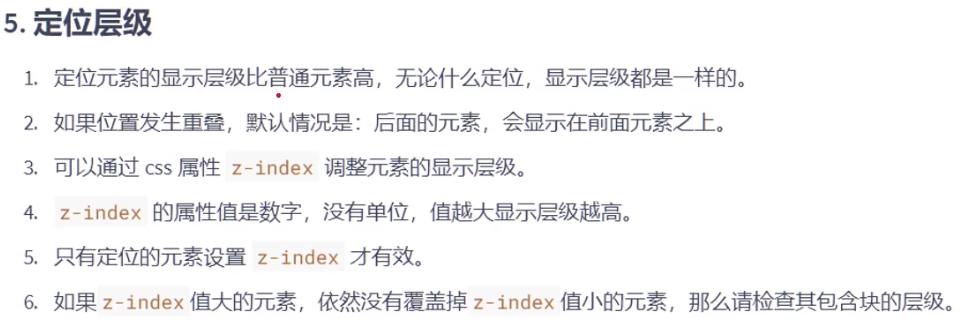 5. 定位层级
1. 定位元素的显示层级比普通元素高，无论什么定位，显示层级都是一样的。
2. 如果位置发生重叠，默认情况是：后面的元素，会显示在前面元素之上。
3. 可以通过 css 属性 z-index 调整元素的显示层级。
4. z-index 的属性值是数字，没有单位，值越大显示层级越高。
5. 只有定位的元素设置 z-index 才有效。
6. 如果 z-index 值大的元素，依然没有覆盖掉 z-index 值小的元素，那么请检查其包含块的层级。